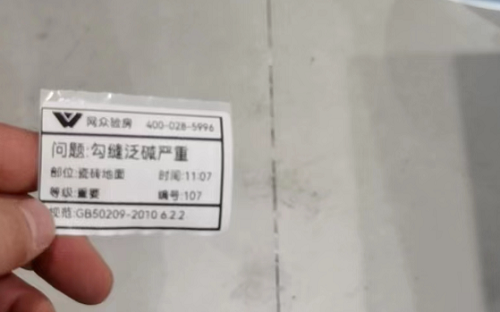 网众验房 400-028-5996
问题:勾缝泛碱严重
部位:瓷砖地面 时间:11:07
等级:重要 编号:107
规范:GB50209-2010 6.2.2